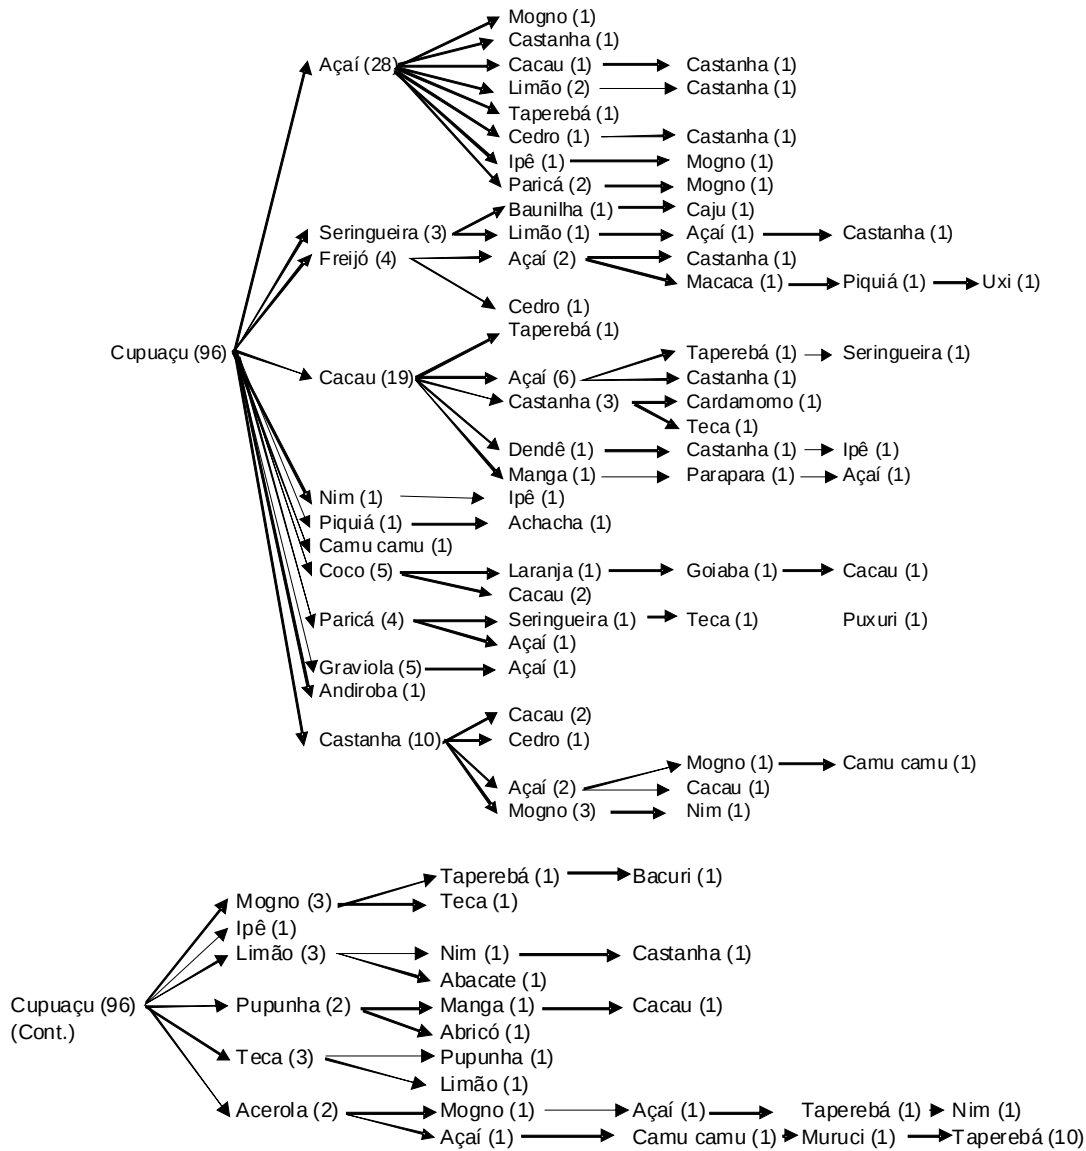 Mogno (1)
Castanha (1)
Açaí (28) Cacau (1) Castanha (1)
Limão (2) Castanha (1)
Taperebá (1)
Cedro (1) Castanha (1)
Ipê (1) Mogno (1)
Paricá (2) Mogno (1)
Baunilha (1) Caju (1)
Seringueira (3) Limão (1) Açaí (1) Castanha (1)
Freijó (4) Açaí (2) Castanha (1)
Macaca (1) Piquiá (1) Uxi (1)
Cedro (1)
Taperebá (1)
Cupuaçu (96) Taperebá (1) Seringueira (1)
Cacau (19) Açaí (6) Castanha (1)
Castanha (3) Cardamomo (1)
Teca (1)
Dendê (1) Castanha (1) Ipê (1)
Manga (1) Parapara (1) Açaí (1)
Nim (1) Ipê (1)
Piquiá (1) Achacha (1)
Camu camu (1)
Coco (5) Laranja (1) Goiaba (1) Cacau (1)
Cacau (2)
Paricá (4) Seringueira (1) Teca (1) Puxuri (1)
Açaí (1)
Graviola (5) Açaí (1)
Andiroba (1)
Cacau (2)
Castanha (10) Cedro (1)
Mogno (1) Camu camu (1)
Açaí (2) Cacau (1)
Mogno (3) Nim (1)
Taperebá (1) Bacuri (1)
Mogno (3) Teca (1)
Ipê (1)
Limão (3) Nim (1) Castanha (1)
Abacate (1)
Cupuaçu (96) Pupunha (2) Manga (1) Cacau (1)
(Cont.) Abricó (1)
Teca (3) Pupunha (1)
Limão (1)
Acerola (2) Mogno (1) Açaí (1) Taperebá (1) Nim (1)
Açaí (1) Camu camu (1) Muruci (1) Taperebá (10)